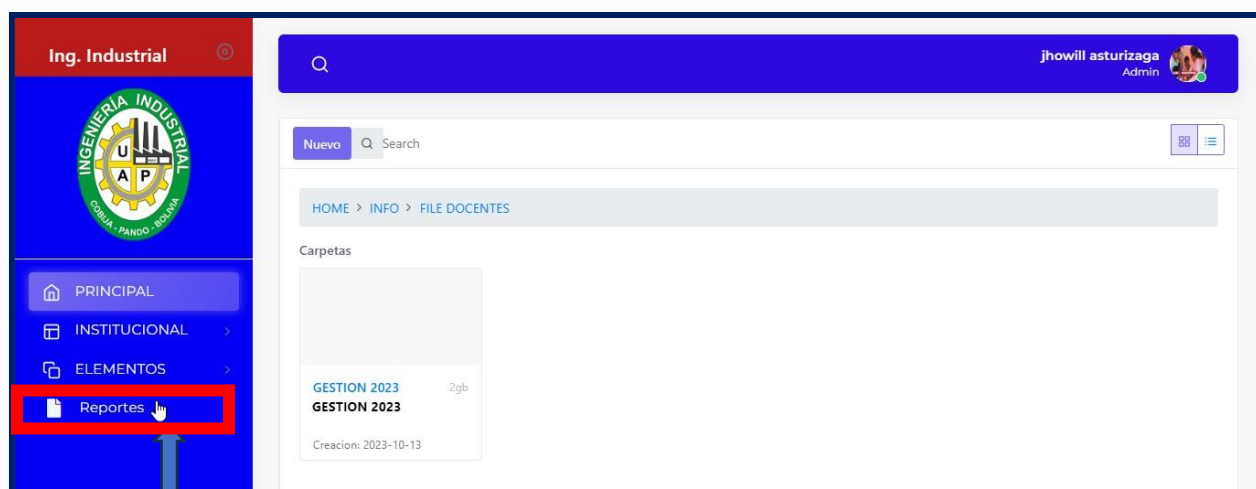 Ing. Industrial
INGENIERÍA INDUSTRIAL
U
A P
COBIJA - PANDO - BOLIVIA
PRINCIPAL
INSTITUCIONAL
ELEMENTOS
Reportes
jhowill asturizaga
Admin
Nuevo
Search
HOME > INFO > FILE DOCENTES
Carpetas
GESTION 2023 2gb
GESTION 2023
Creacion: 2023-10-13